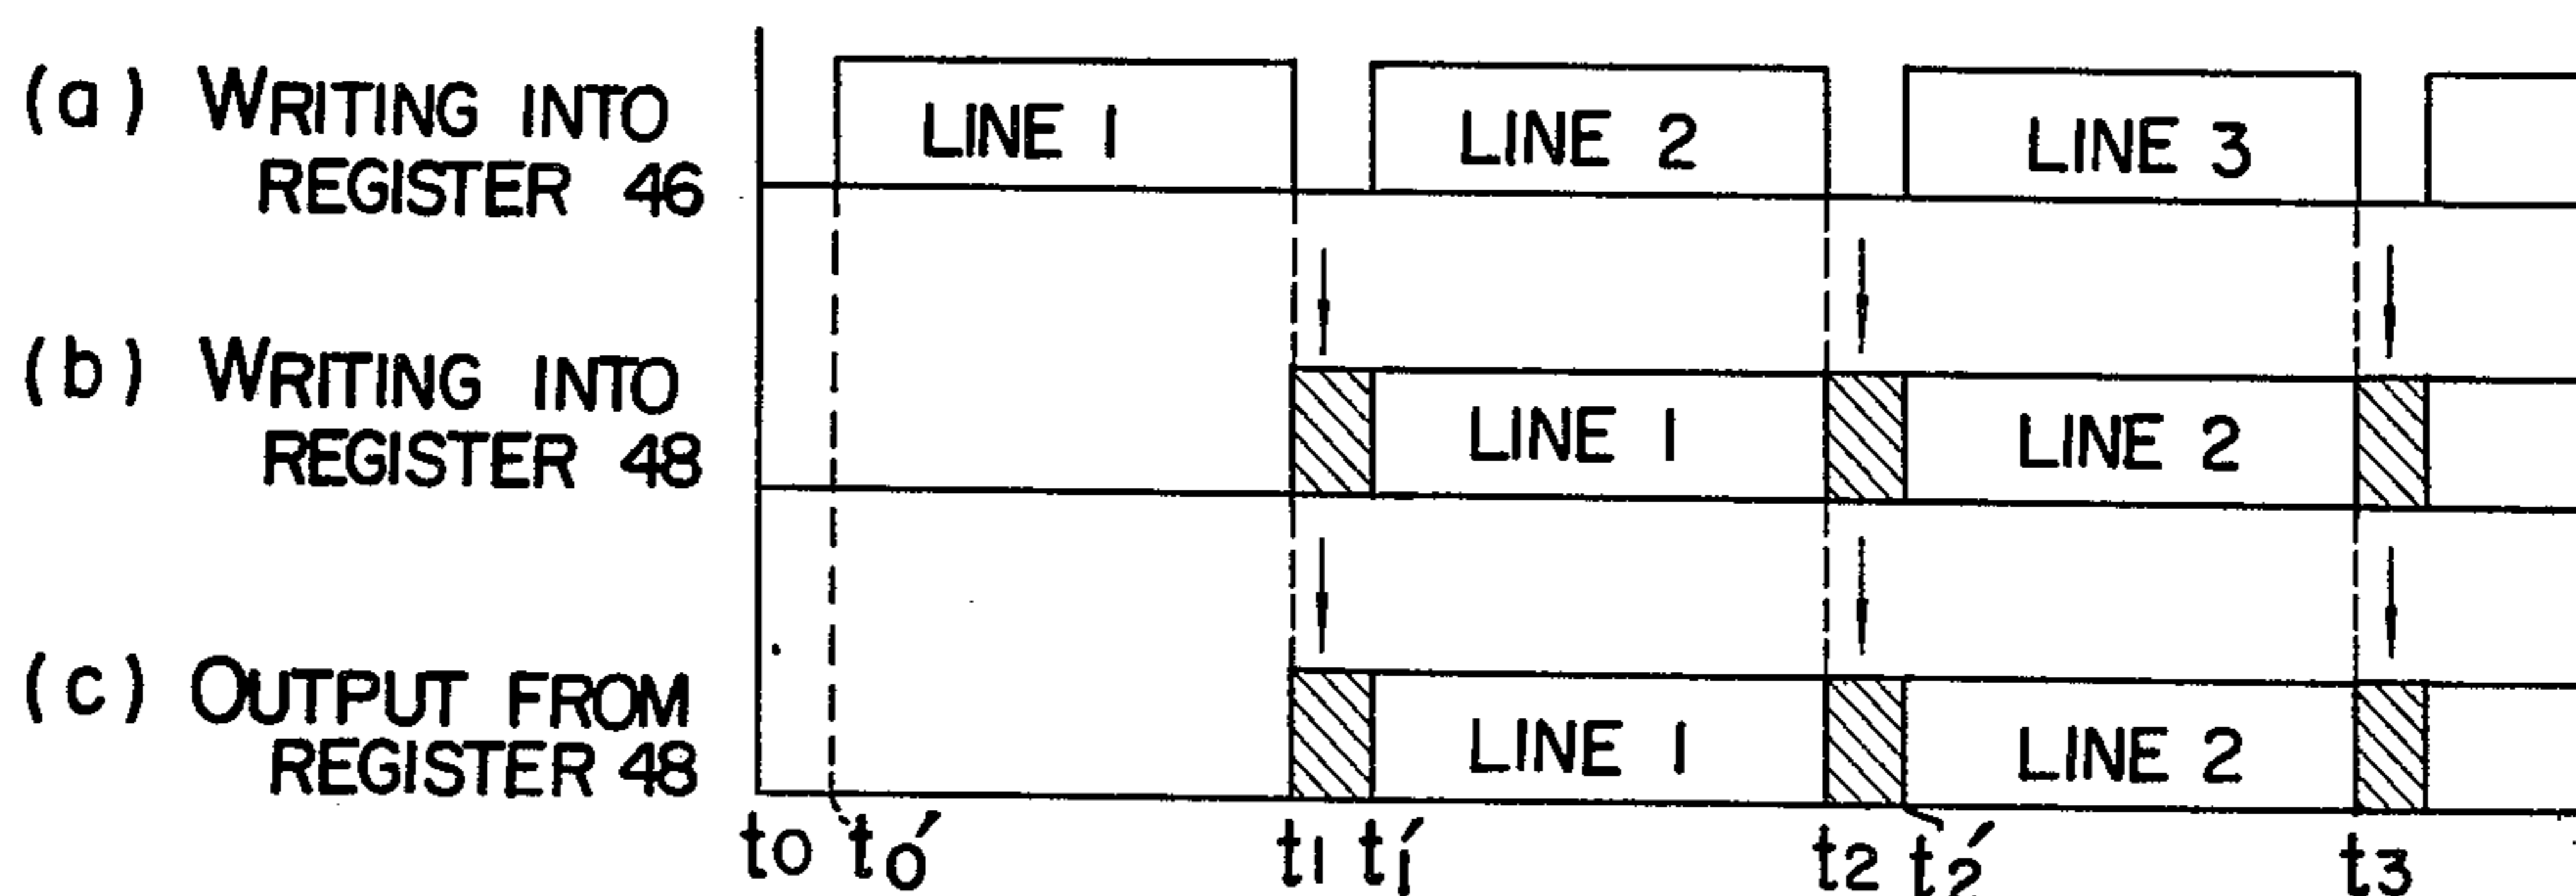 (a) WRITING INTO
REGISTER 46
LINE 1 LINE 2 LINE 3
(b) WRITING INTO
REGISTER 48
LINE 1 LINE 2
(c) OUTPUT FROM
REGISTER 48
LINE 1 LINE 2
t0 t0′ t1 t1′ t2 t2′ t3